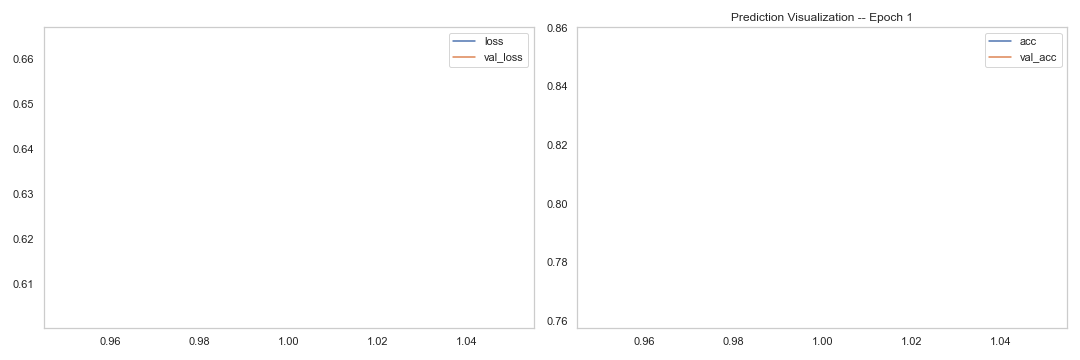 loss
val_loss
0.66
0.65
0.64
0.63
0.62
0.61
0.96 0.98 1.00 1.02 1.04
Prediction Visualization -- Epoch 1
acc
val_acc
0.86
0.84
0.82
0.80
0.78
0.76
0.96 0.98 1.00 1.02 1.04